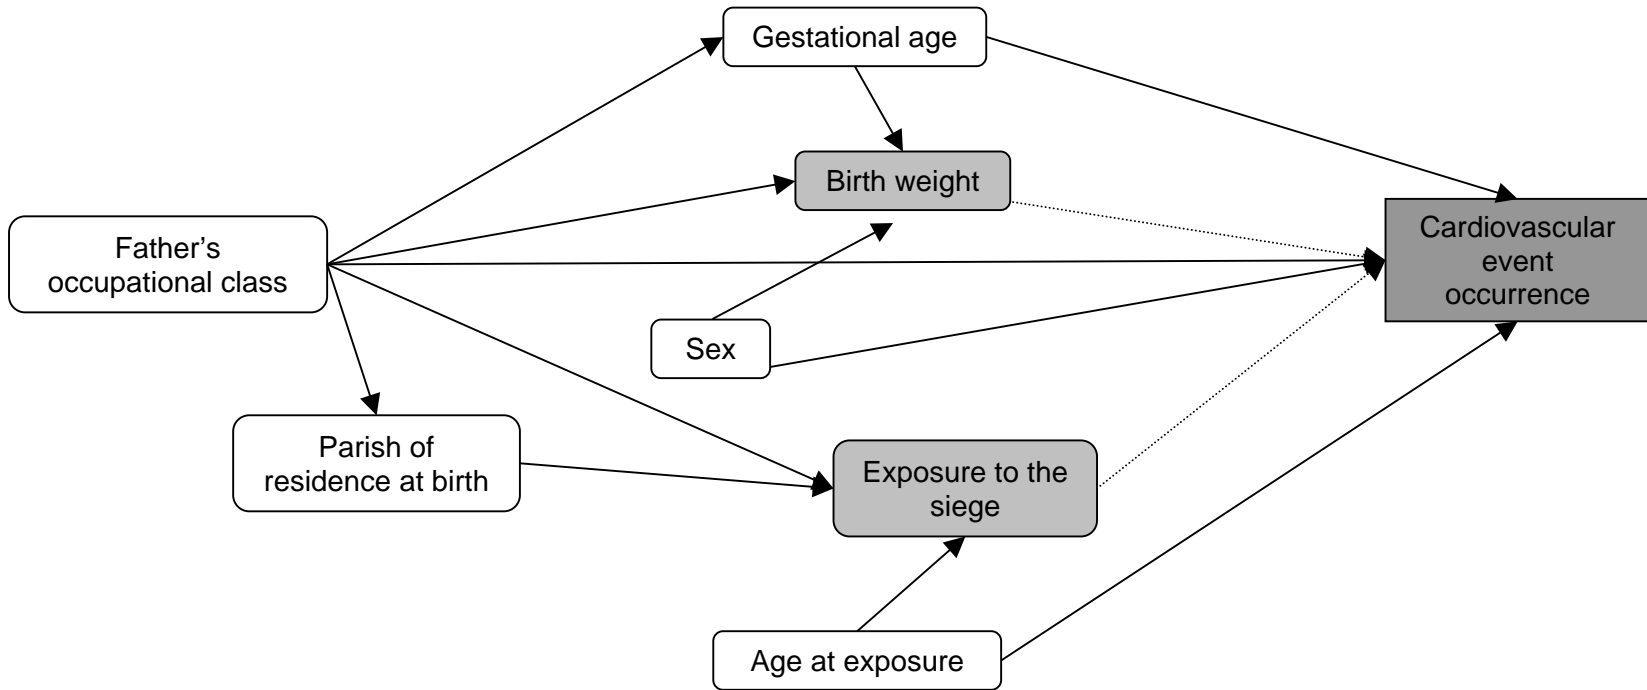 Gestational age
Birth weight
Father’s
occupational class
Cardiovascular
event
occurrence
Sex
Parish of
residence at birth
Exposure to the
siege
Age at exposure